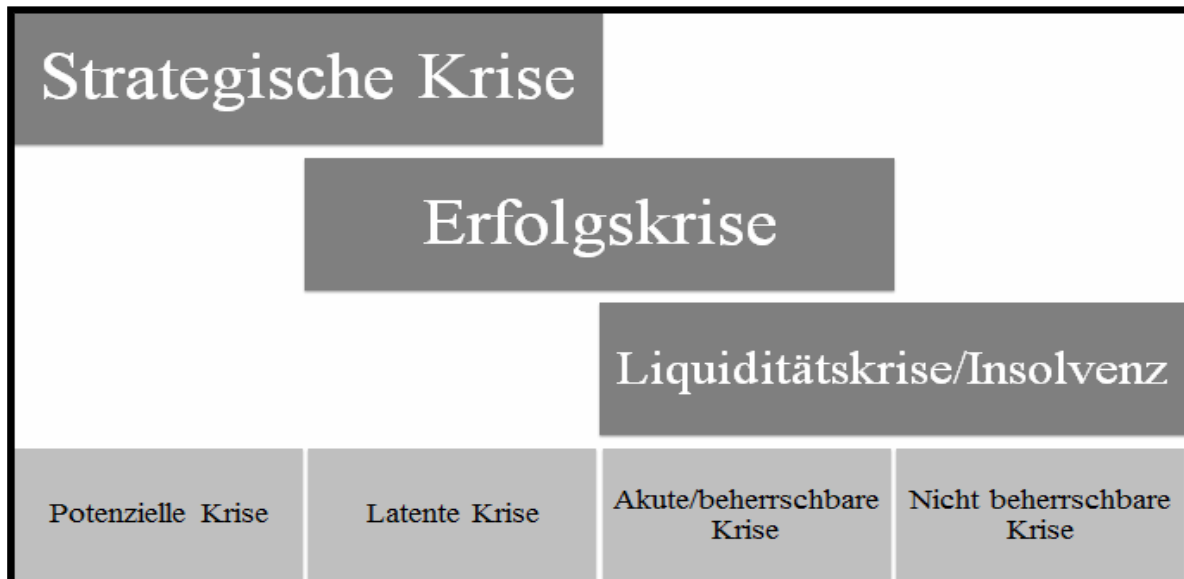 Strategische Krise
Erfolgskrise
Liquiditätskrise/Insolvenz
Potenzielle Krise
Latente Krise
Akute/beherrschbare
Krise
Nicht beherrschbare
Krise